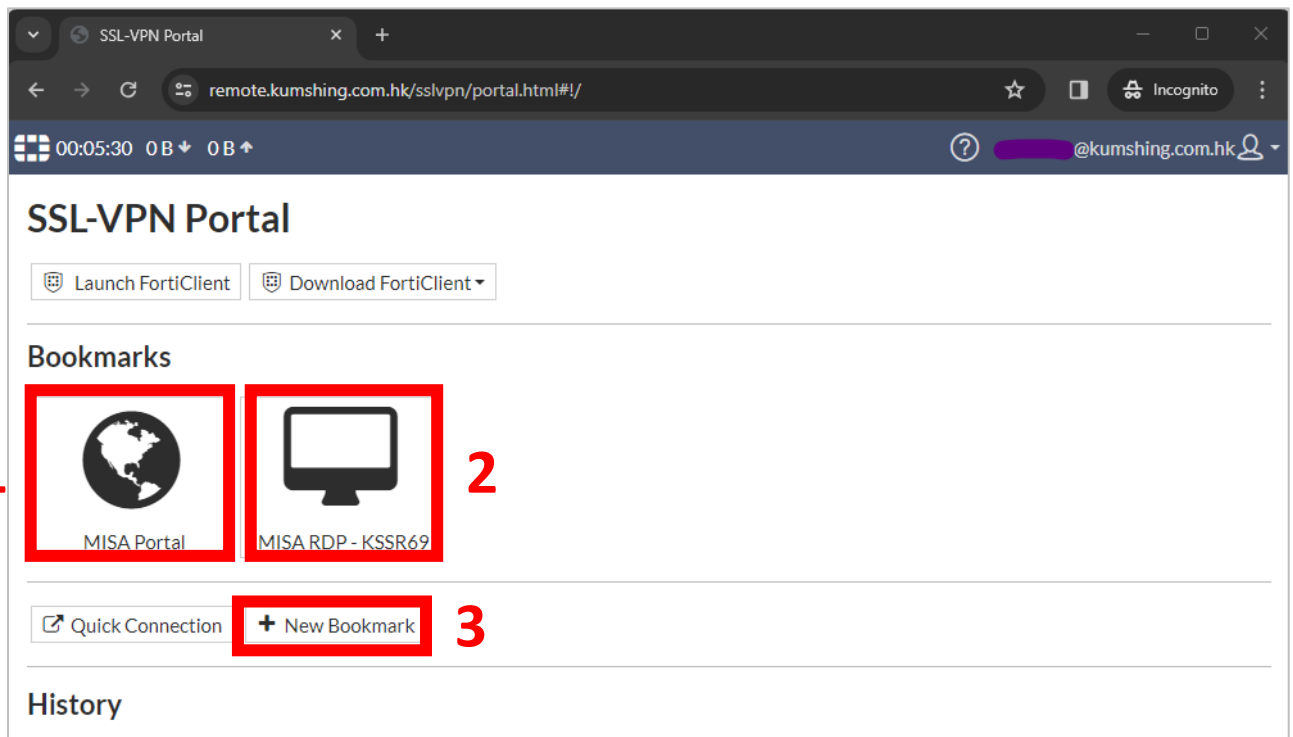 SSL-VPN Portal
remote.kumshing.com.hk/sslvpn/portal.html#!/
Incognito
00:05:30 0 B 0 B
@kumshing.com.hk
SSL-VPN Portal
Launch FortiClient
Download FortiClient
Bookmarks
MISA Portal
MISA RDP - KSSR69
2
Quick Connection
+ New Bookmark
3
History